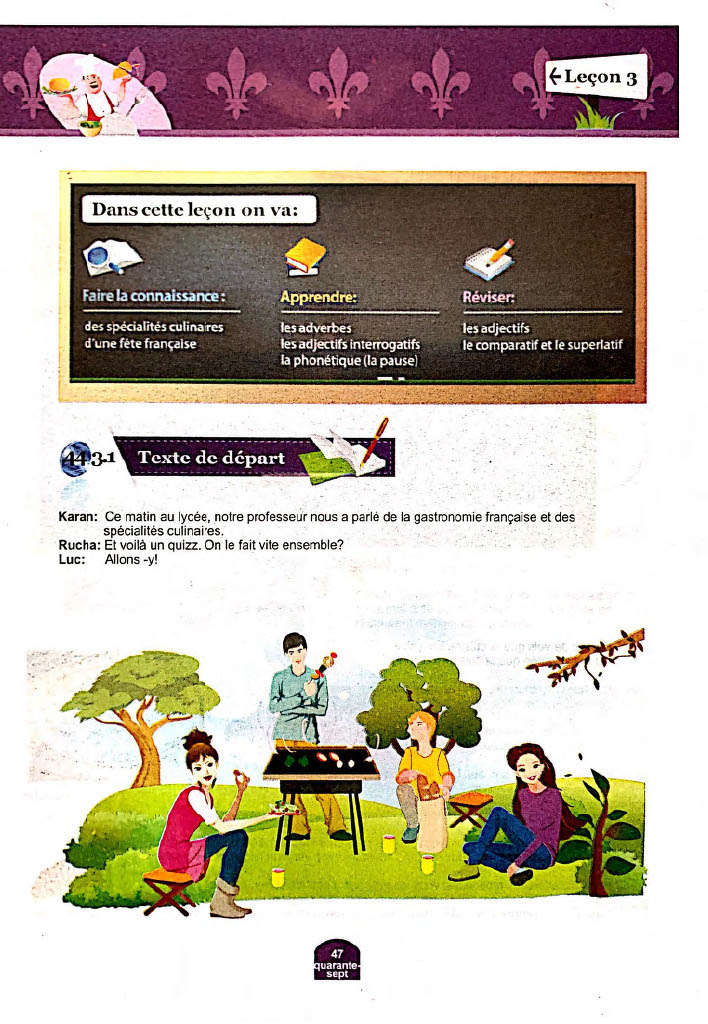 ←Leçon 3
Dans cette leçon on va:
Faire la connaissance:
des spécialités culinaires
d'une fête française
Apprendre:
les adverbes
les adjectifs interrogatifs
la phonétique (la pause)
Réviser:
les adjectifs
le comparatif et le superlatif
3.1 Texte de départ
Karan: Ce matin au lycée, notre professeur nous a parlé de la gastronomie française et des
spécialités culinaires.
Rucha: Et voilà un quizz. On le fait vite ensemble?
Luc: Allons -y!
47
quarante-
sept